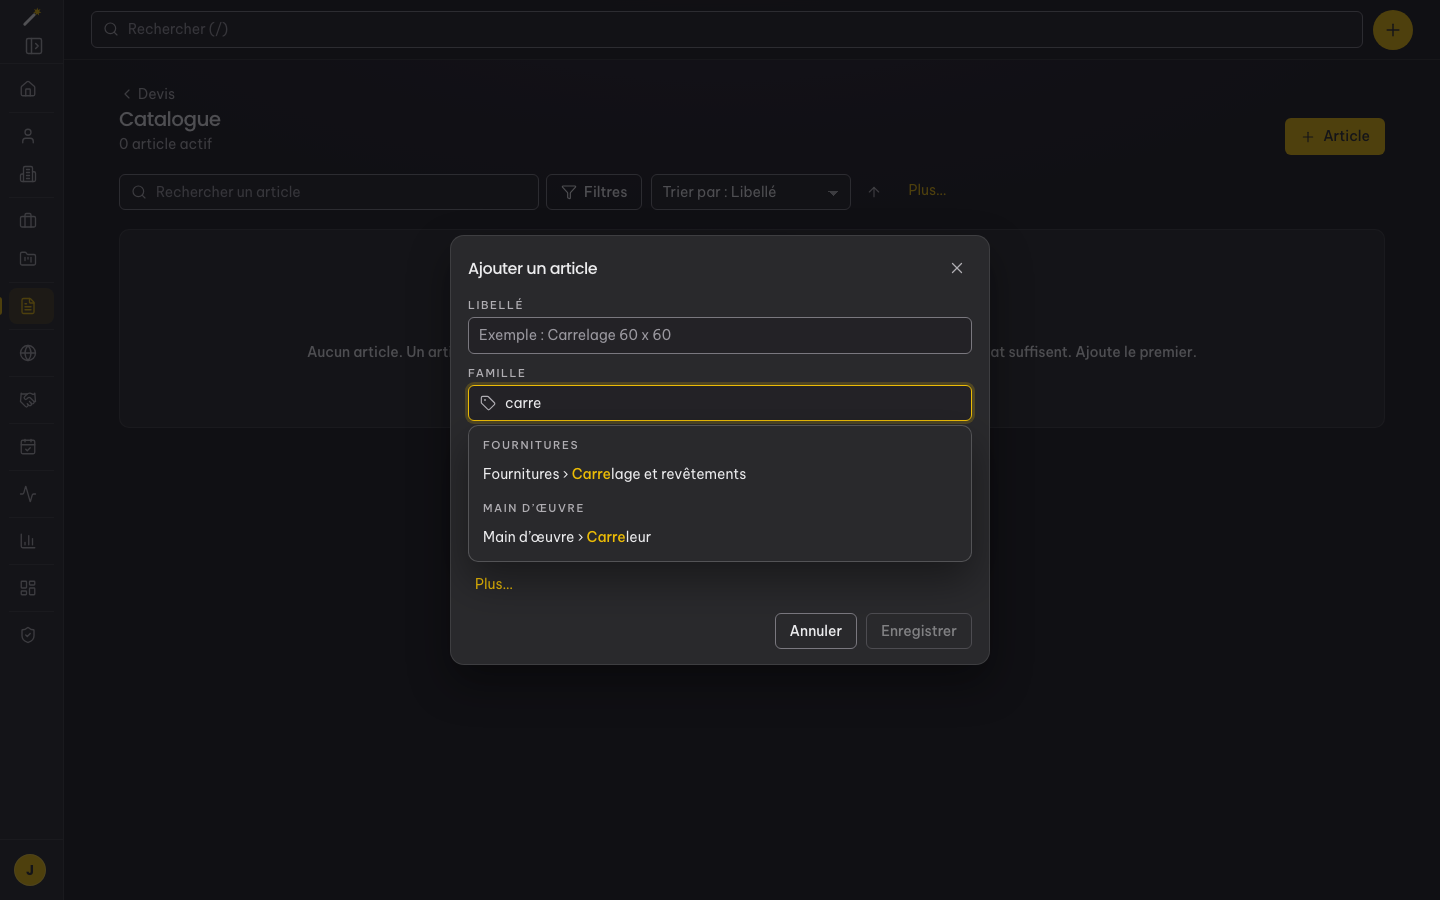 Rechercher (/)
Devis
Catalogue
0 article actif
Article
Rechercher un article
Filtres
Trier par : Libellé
Plus...
Aucun article. Un arti
at suffisent. Ajoute le premier.
Ajouter un article
LIBELLÉ
Exemple : Carrelage 60 x 60
FAMILLE
carre
FOURNITURES
Fournitures › Carrelage et revêtements
MAIN D’ŒUVRE
Main d’œuvre › Carreleur
Plus...
Annuler
Enregistrer
J